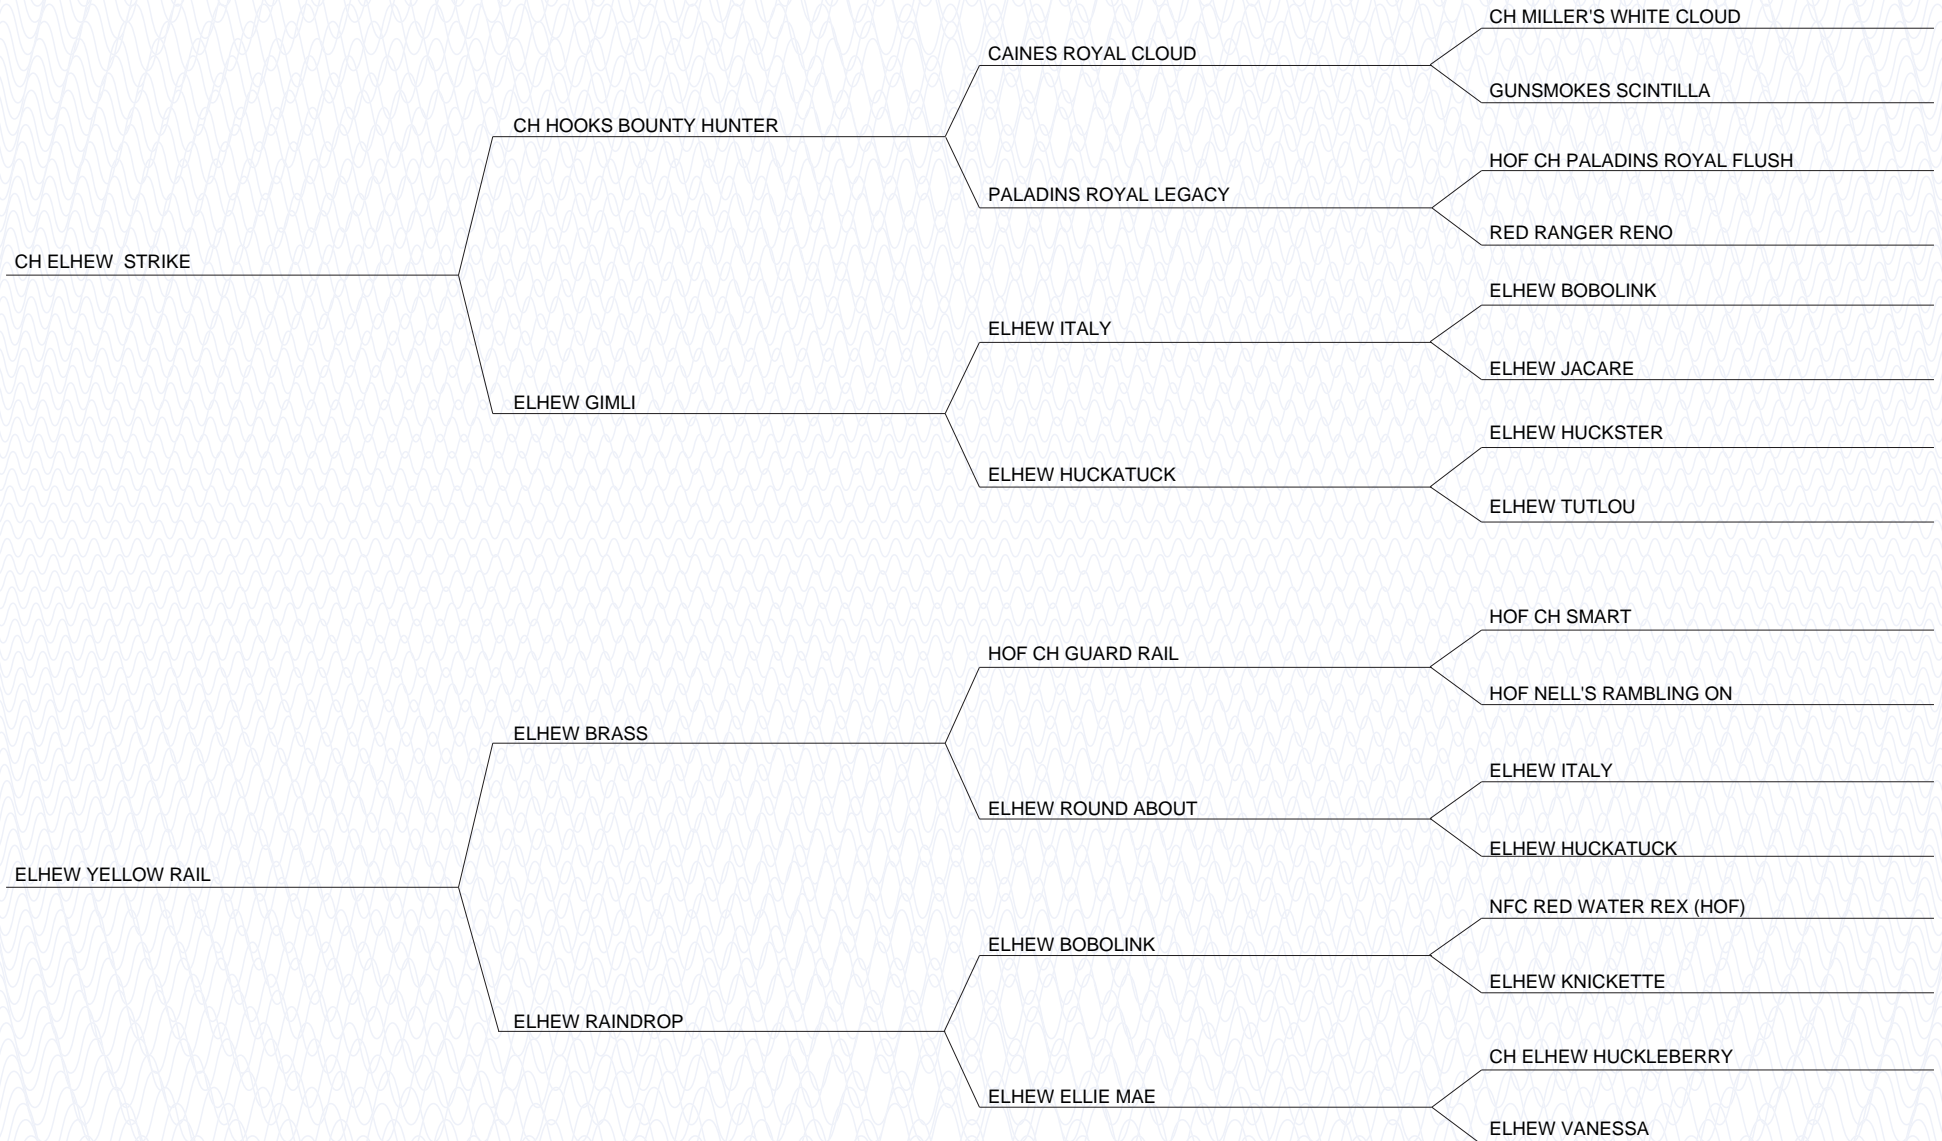 CH MILLER'S WHITE CLOUD
CAINES ROYAL CLOUD
GUNSMOKES SCINTILLA
CH HOOKS BOUNTY HUNTER
HOF CH PALADINS ROYAL FLUSH
PALADINS ROYAL LEGACY
RED RANGER RENO
CH ELHEW  STRIKE
ELHEW BOBOLINK
ELHEW ITALY
ELHEW JACARE
ELHEW GIMLI
ELHEW HUCKSTER
ELHEW HUCKATUCK
ELHEW TUTLOU
HOF CH SMART
HOF CH GUARD RAIL
HOF NELL'S RAMBLING ON
ELHEW BRASS
ELHEW ITALY
ELHEW ROUND ABOUT
ELHEW HUCKATUCK
ELHEW YELLOW RAIL
NFC RED WATER REX (HOF)
ELHEW BOBOLINK
ELHEW KNICKETTE
ELHEW RAINDROP
CH ELHEW HUCKLEBERRY
ELHEW ELLIE MAE
ELHEW VANESSA